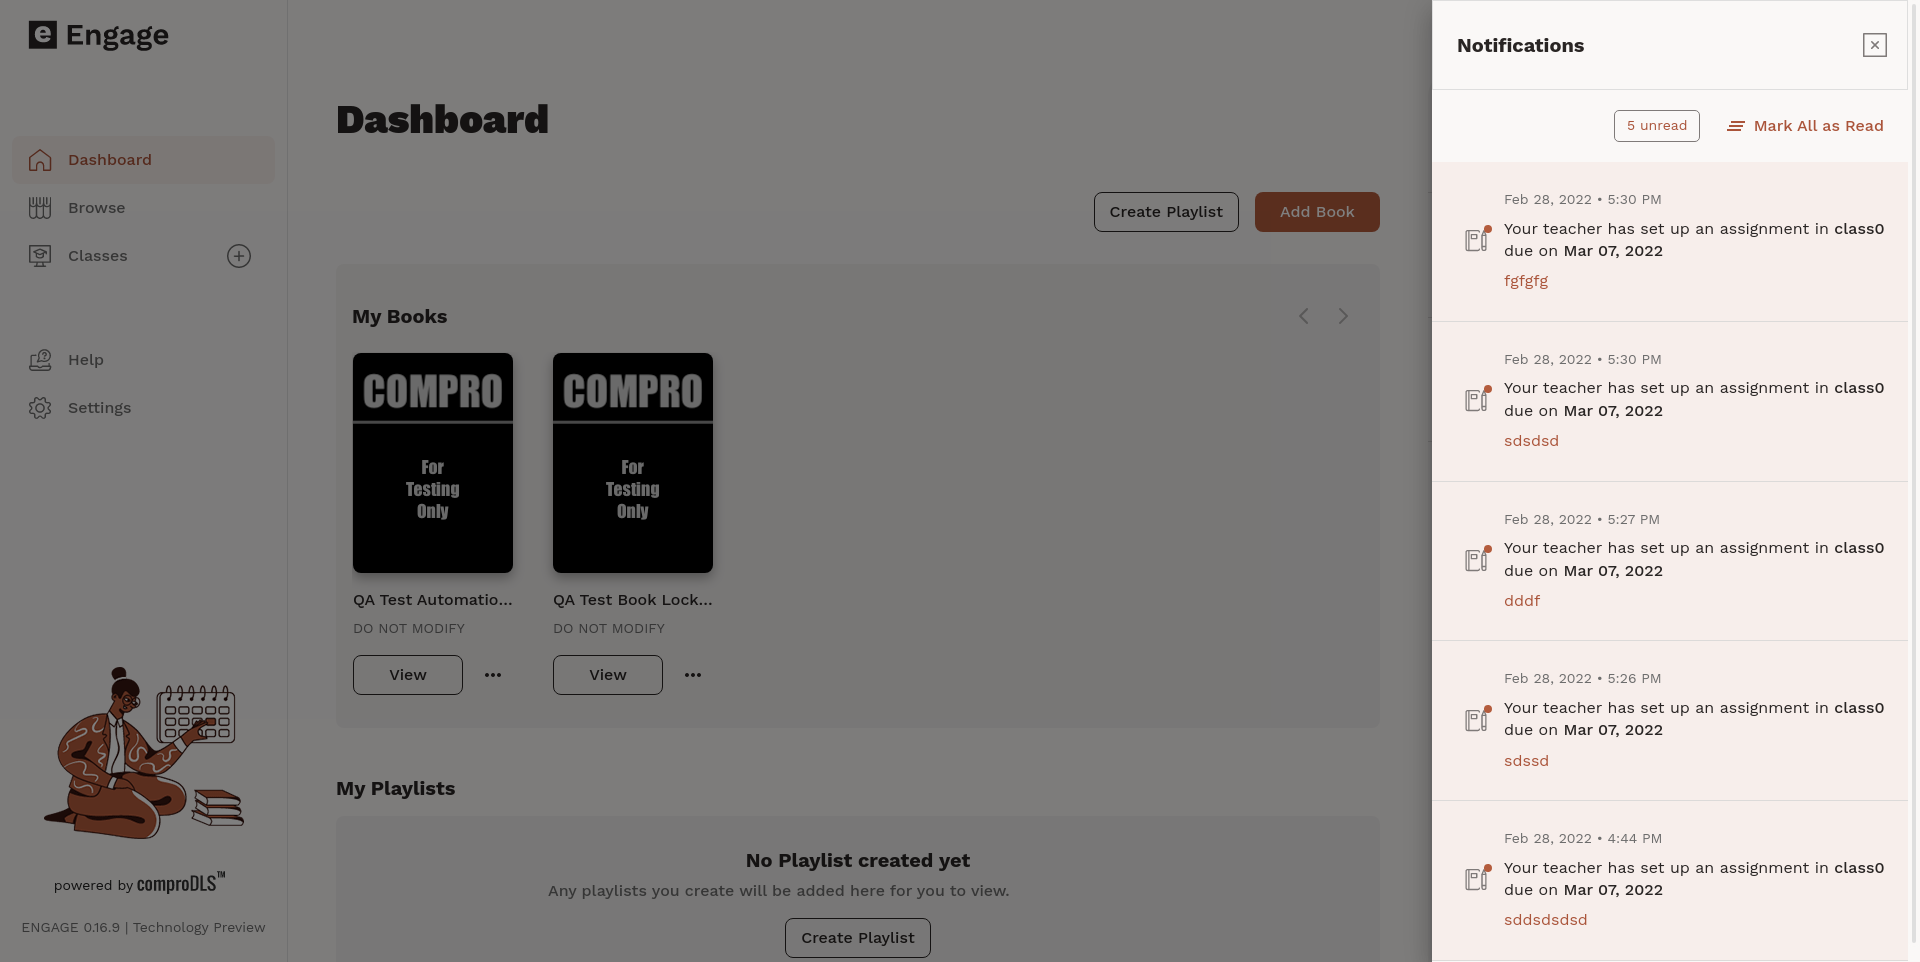 e Engage
Dashboard
Browse
Classes
Help
Settings
powered by comproDLS™
ENGAGE 0.16.9 | Technology Preview
Dashboard
Create Playlist
Add Book
My Books
COMPRO
For
Testing
Only
QA Test Automatio...
DO NOT MODIFY
View
COMPRO
For
Testing
Only
QA Test Book Lock...
DO NOT MODIFY
View
My Playlists
No Playlist created yet
Any playlists you create will be added here for you to view.
Create Playlist
Notifications
5 unread
Mark All as Read
Feb 28, 2022 • 5:30 PM
Your teacher has set up an assignment in class0
due on Mar 07, 2022
fgfgfg
Feb 28, 2022 • 5:30 PM
Your teacher has set up an assignment in class0
due on Mar 07, 2022
sdsdsd
Feb 28, 2022 • 5:27 PM
Your teacher has set up an assignment in class0
due on Mar 07, 2022
dddf
Feb 28, 2022 • 5:26 PM
Your teacher has set up an assignment in class0
due on Mar 07, 2022
sdssd
Feb 28, 2022 • 4:44 PM
Your teacher has set up an assignment in class0
due on Mar 07, 2022
sddsdsdsd